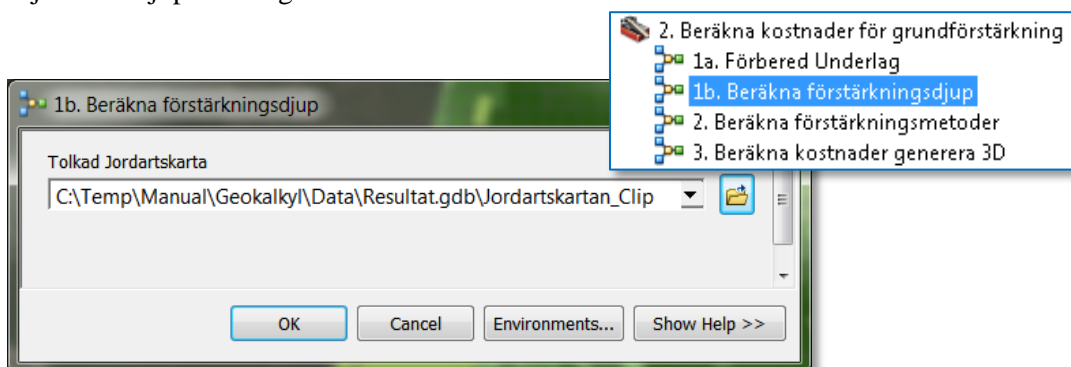 2. Beräkna kostnader för grundförstärkning
1a. Förbered Underlag
1b. Beräkna förstärkningsdjup
2. Beräkna förstärkningsmetoder
3. Beräkna kostnader generera 3D
1b. Beräkna förstärkningsdjup
Tolkad Jordartskarta
C:\Temp\Manual\Geokalkyl\Data\Resultat.gdb\Jordartskartan_Clip
OK Cancel Environments... Show Help >>